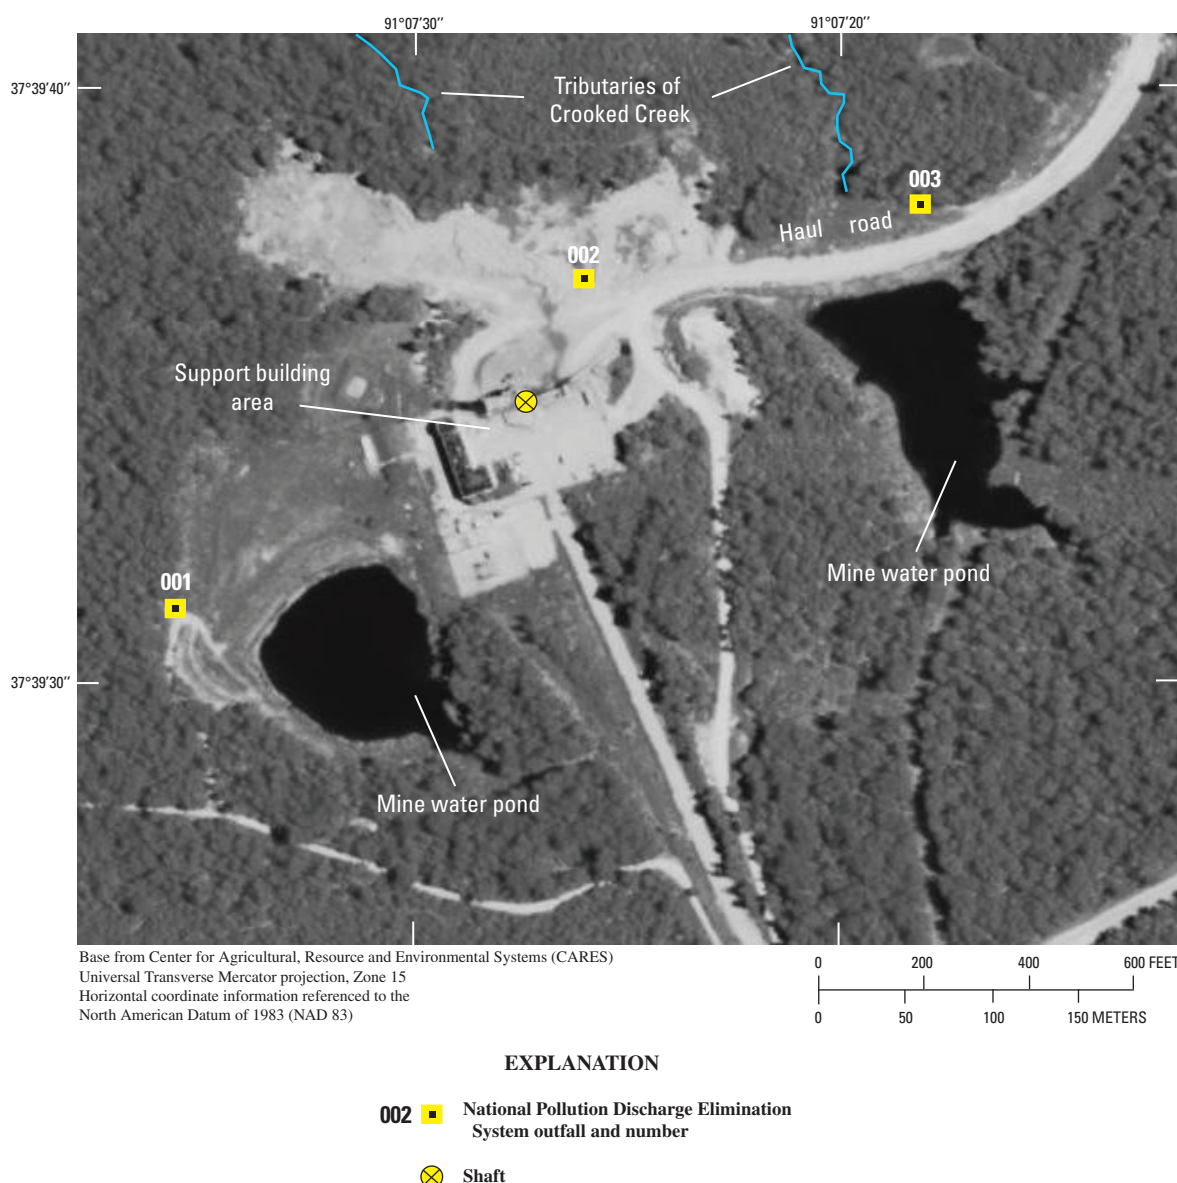 91°07'30''
91°07'20''
37°39'40''
Tributaries of
Crooked Creek
003
Haul road
002
Support building
area
001
Mine water pond
37°39'30''
Mine water pond
Base from Center for Agricultural, Resource and Environmental Systems (CARES)
Universal Transverse Mercator projection, Zone 15
Horizontal coordinate information referenced to the
North American Datum of 1983 (NAD 83)
0 200 400 600 FEET
0 50 100 150 METERS
EXPLANATION
002 National Pollution Discharge Elimination
System outfall and number
Shaft